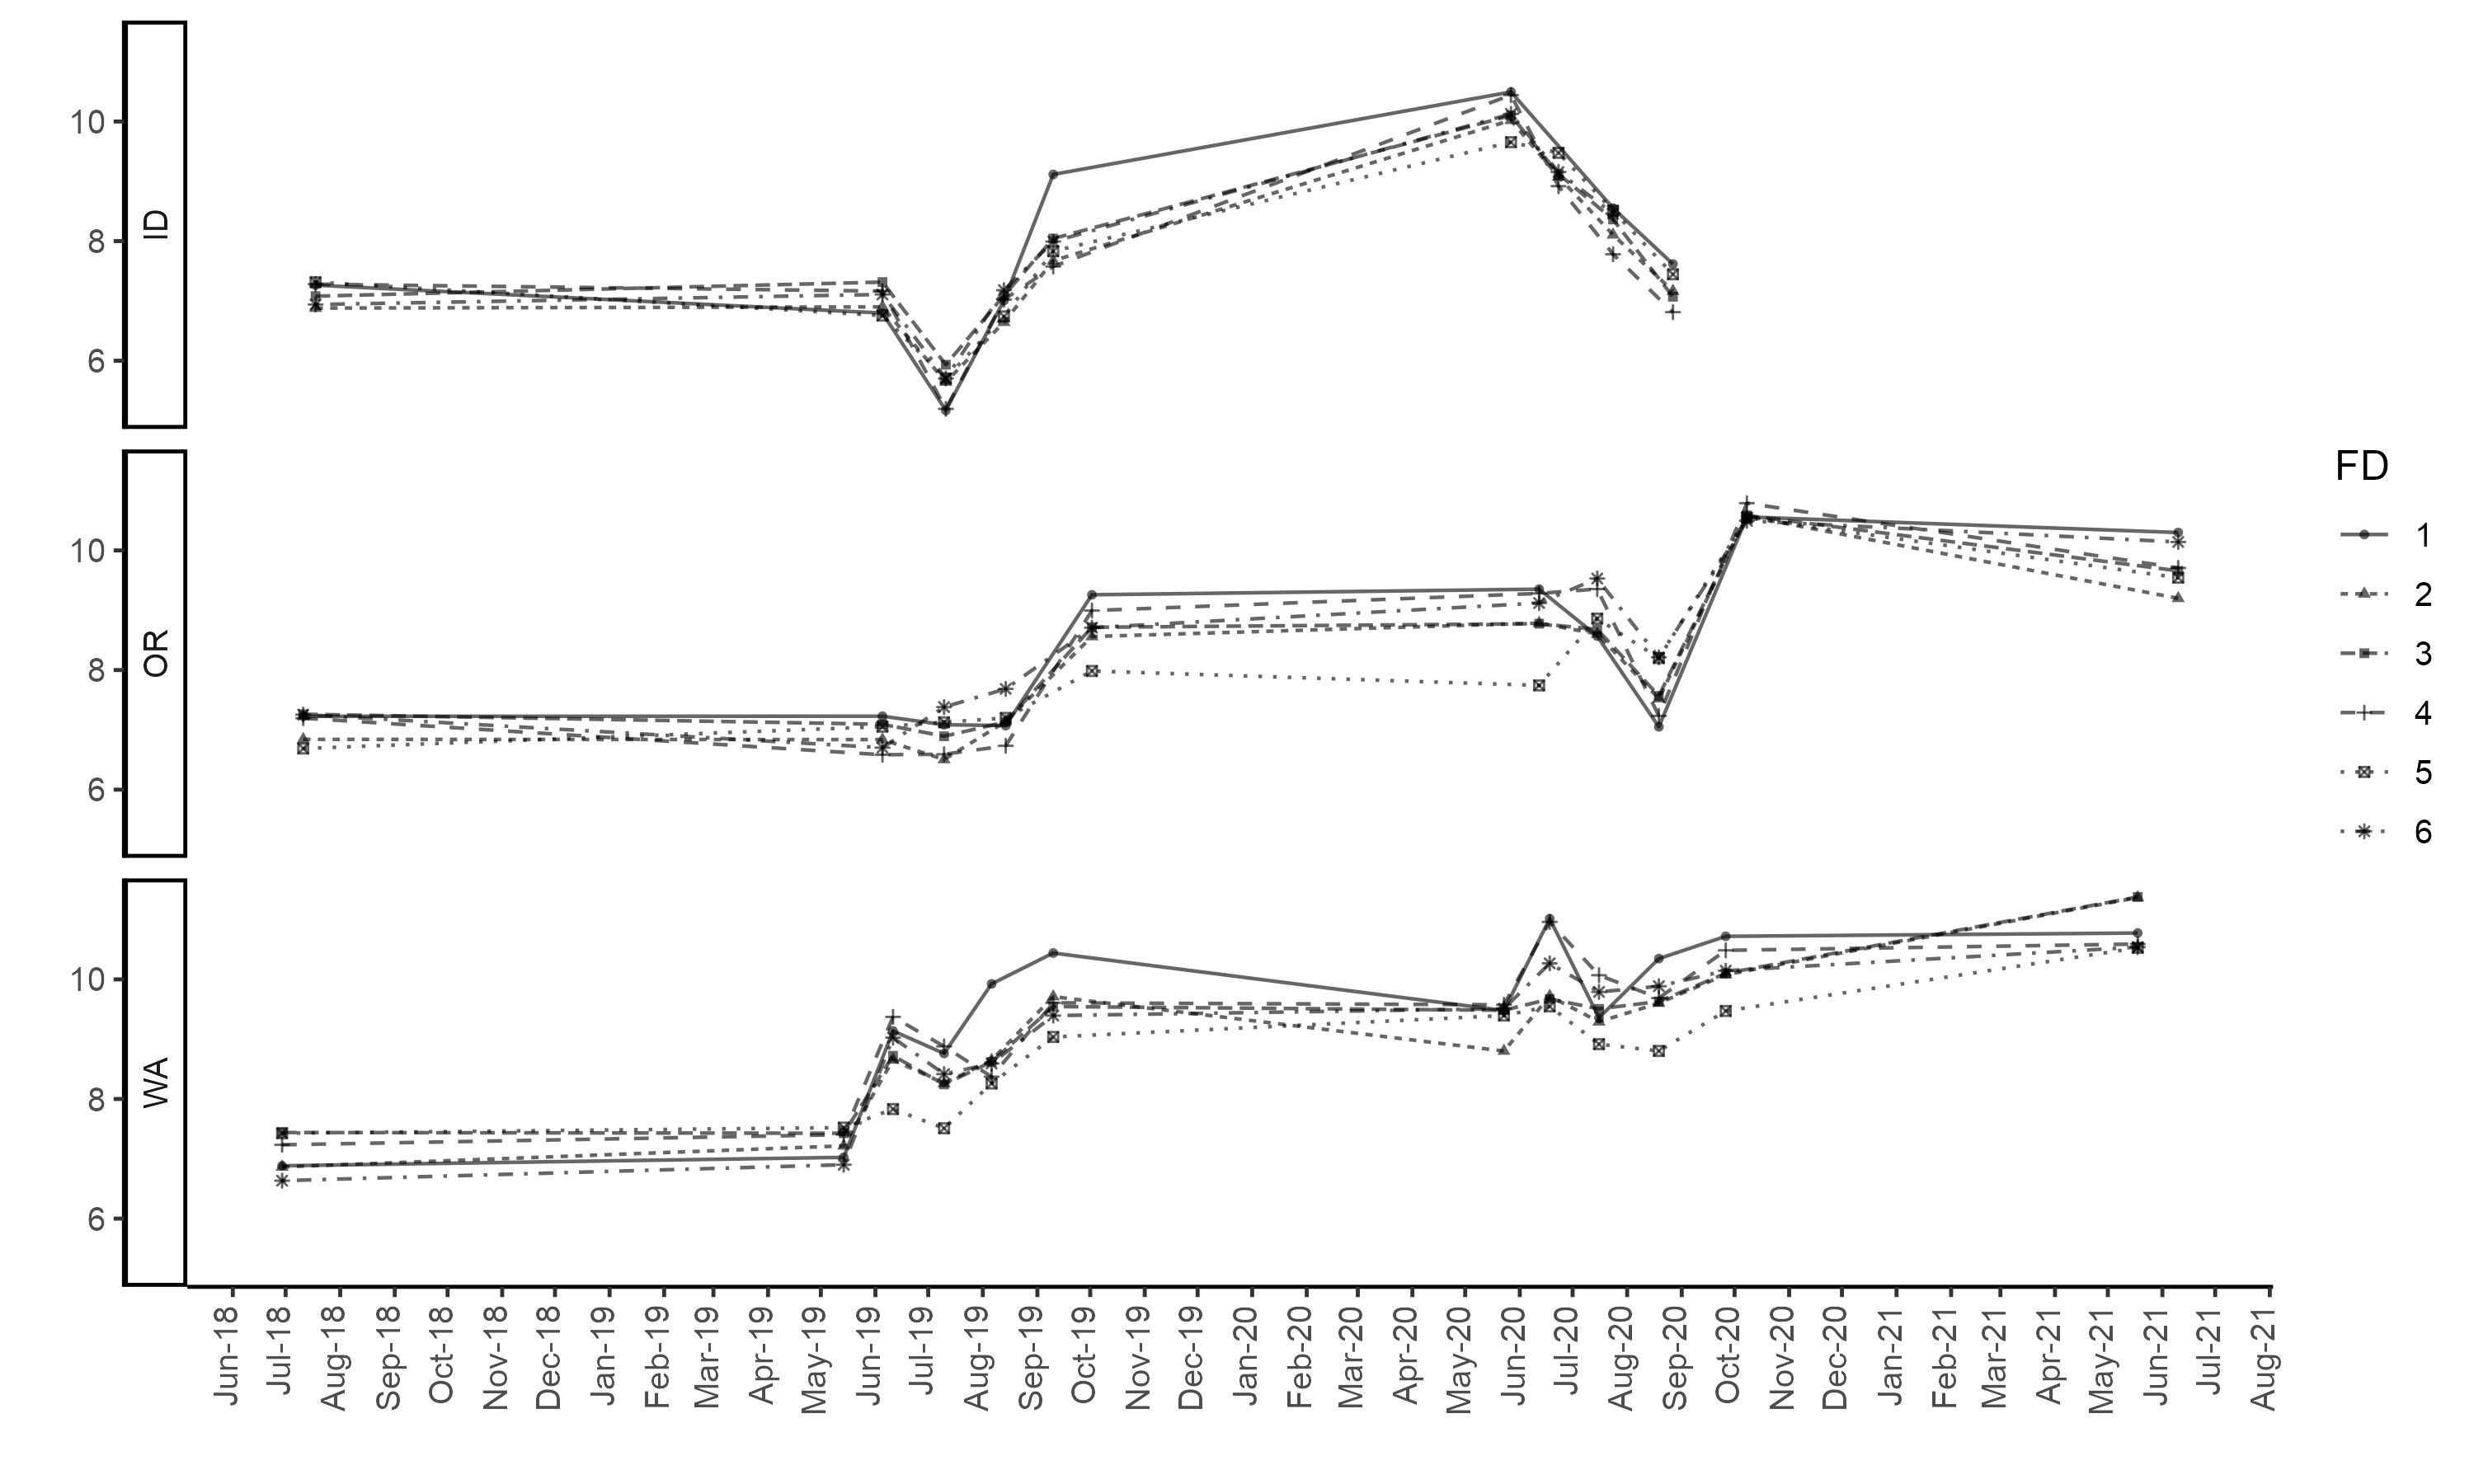 ID
10
8
6
OR
10
8
6
WA
10
8
6
FD
1
2
3
4
5
6
Jun-18
Jul-18
Aug-18
Sep-18
Oct-18
Nov-18
Dec-18
Jan-19
Feb-19
Mar-19
Apr-19
May-19
Jun-19
Jul-19
Aug-19
Sep-19
Oct-19
Nov-19
Dec-19
Jan-20
Feb-20
Mar-20
Apr-20
May-20
Jun-20
Jul-20
Aug-20
Sep-20
Oct-20
Nov-20
Dec-20
Jan-21
Feb-21
Mar-21
Apr-21
May-21
Jun-21
Jul-21
Aug-21